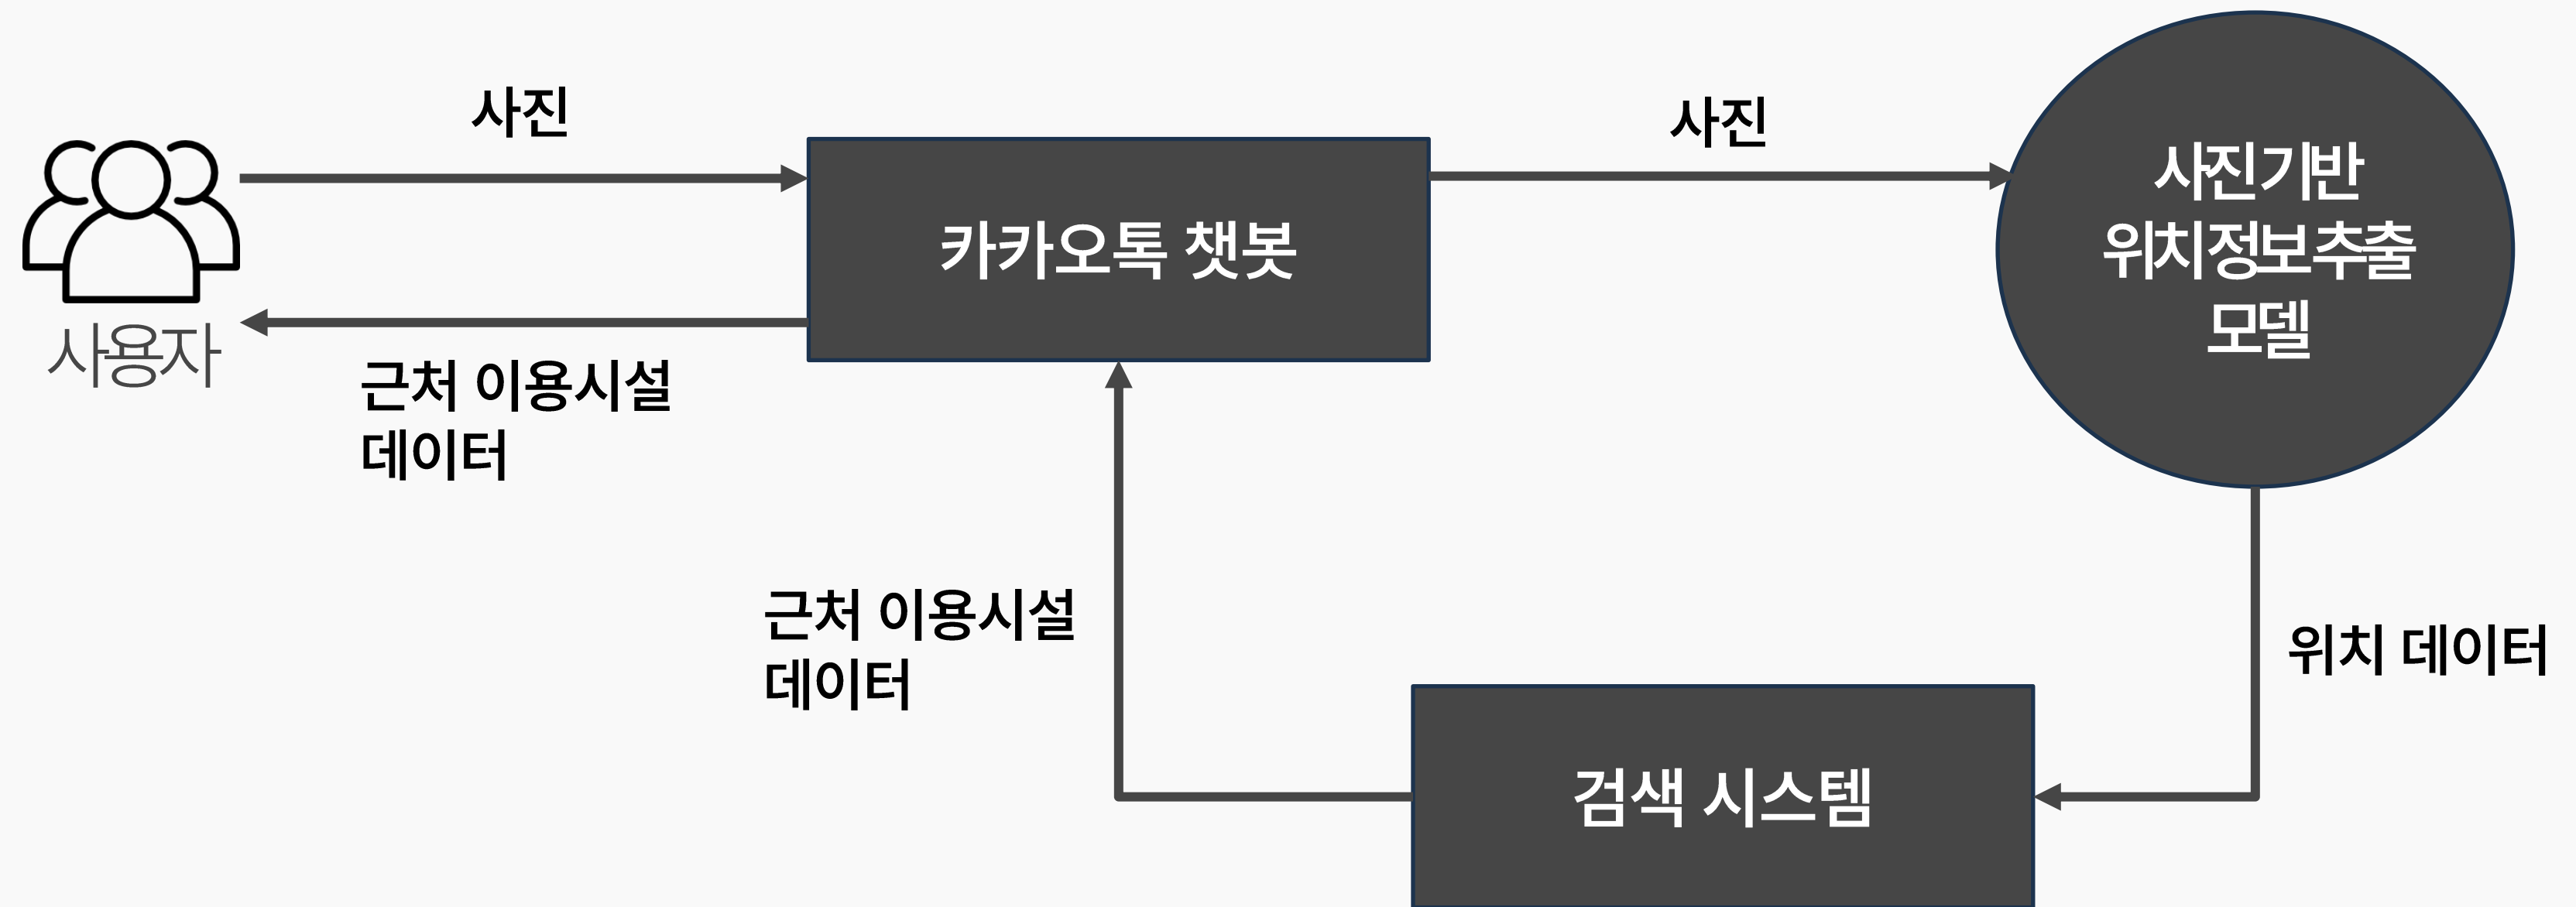 사진
사진
사용자
카카오톡 챗봇
사진기반
위치정보추출
모델
근처 이용시설
데이터
근처 이용시설
데이터
위치 데이터
검색 시스템